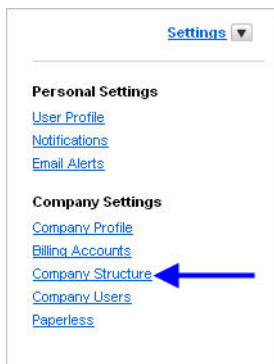 Settings
Personal Settings
User Profile
Notifications
Email Alerts
Company Settings
Company Profile
Billing Accounts
Company Structure
Company Users
Paperless